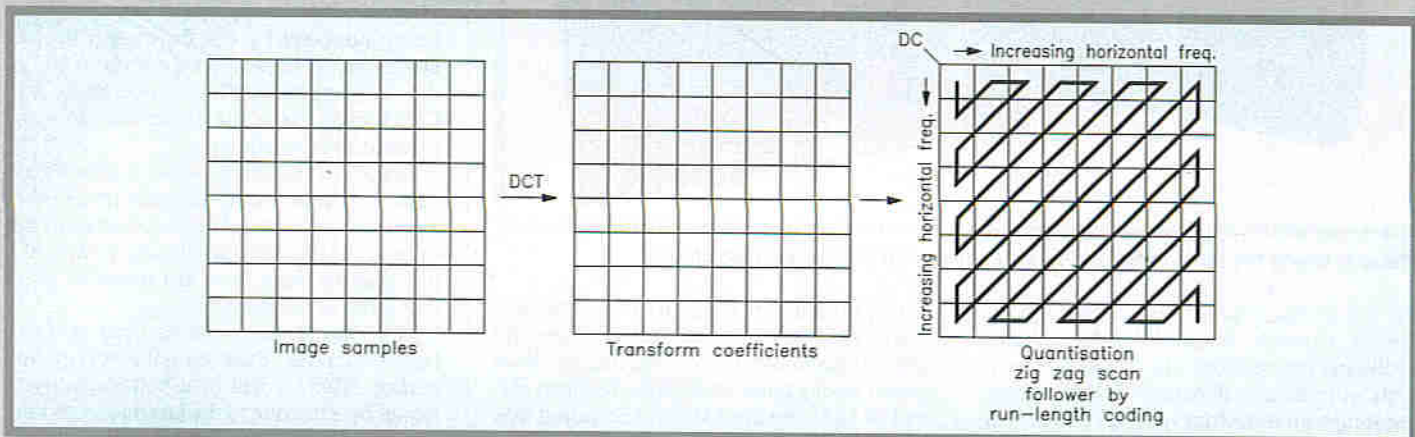 DC
Increasing horizontal freq.
Increasing horizontal freq.
DCT
Image samples
Transform coefficients
Quantisation
zig zag scan
follower by
run-length coding